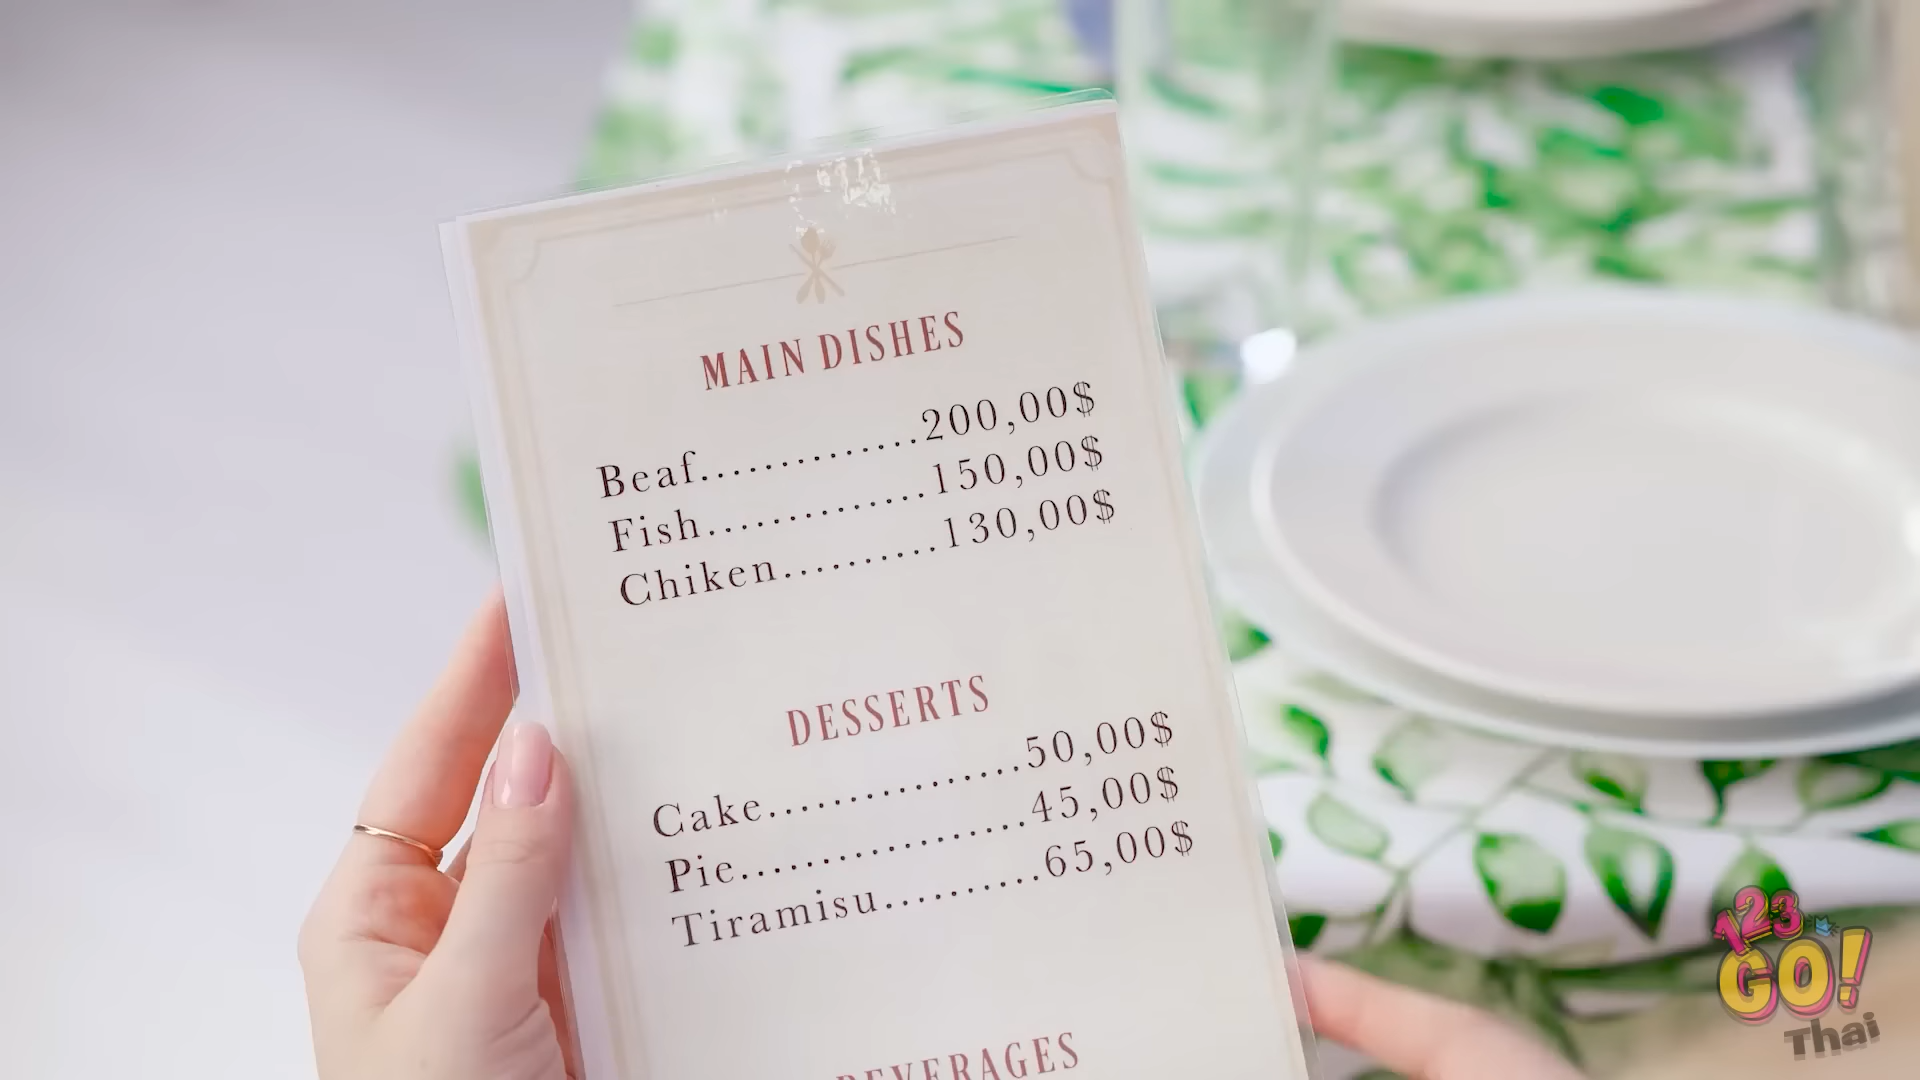 MAIN DISHES
Beaf.............200,00$
Fish..............150,00$
Chiken..........130,00$
DESSERTS
Cake................50,00$
Pie..................45,00$
Tiramisu..........65,00$
BEVERAGES
123
GO!
Thai